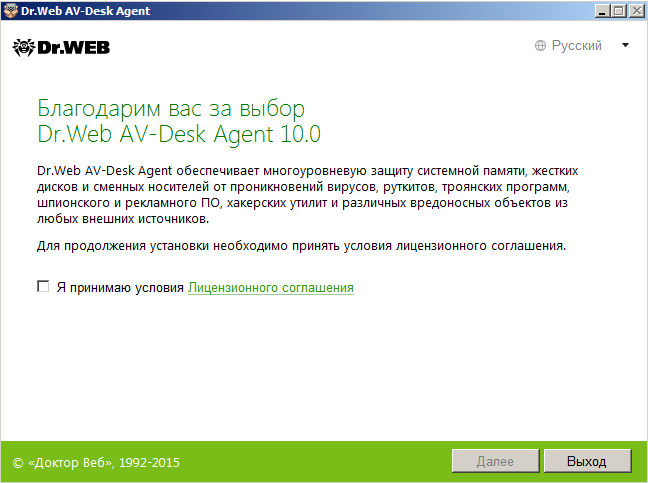 Dr.Web AV-Desk Agent
Dr.WEB
Русский
Благодарим вас за выбор
Dr.Web AV-Desk Agent 10.0
Dr.Web AV-Desk Agent обеспечивает многоуровневую защиту системной памяти, жестких
дисков и сменных носителей от проникновений вирусов, руткитов, троянских программ,
шпионского и рекламного ПО, хакерских утилит и различных вредоносных объектов из
любых внешних источников.
Для продолжения установки необходимо принять условия лицензионного соглашения.
Я принимаю условия Лицензионного соглашения
© «Доктор Веб», 1992-2015
Далее
Выход